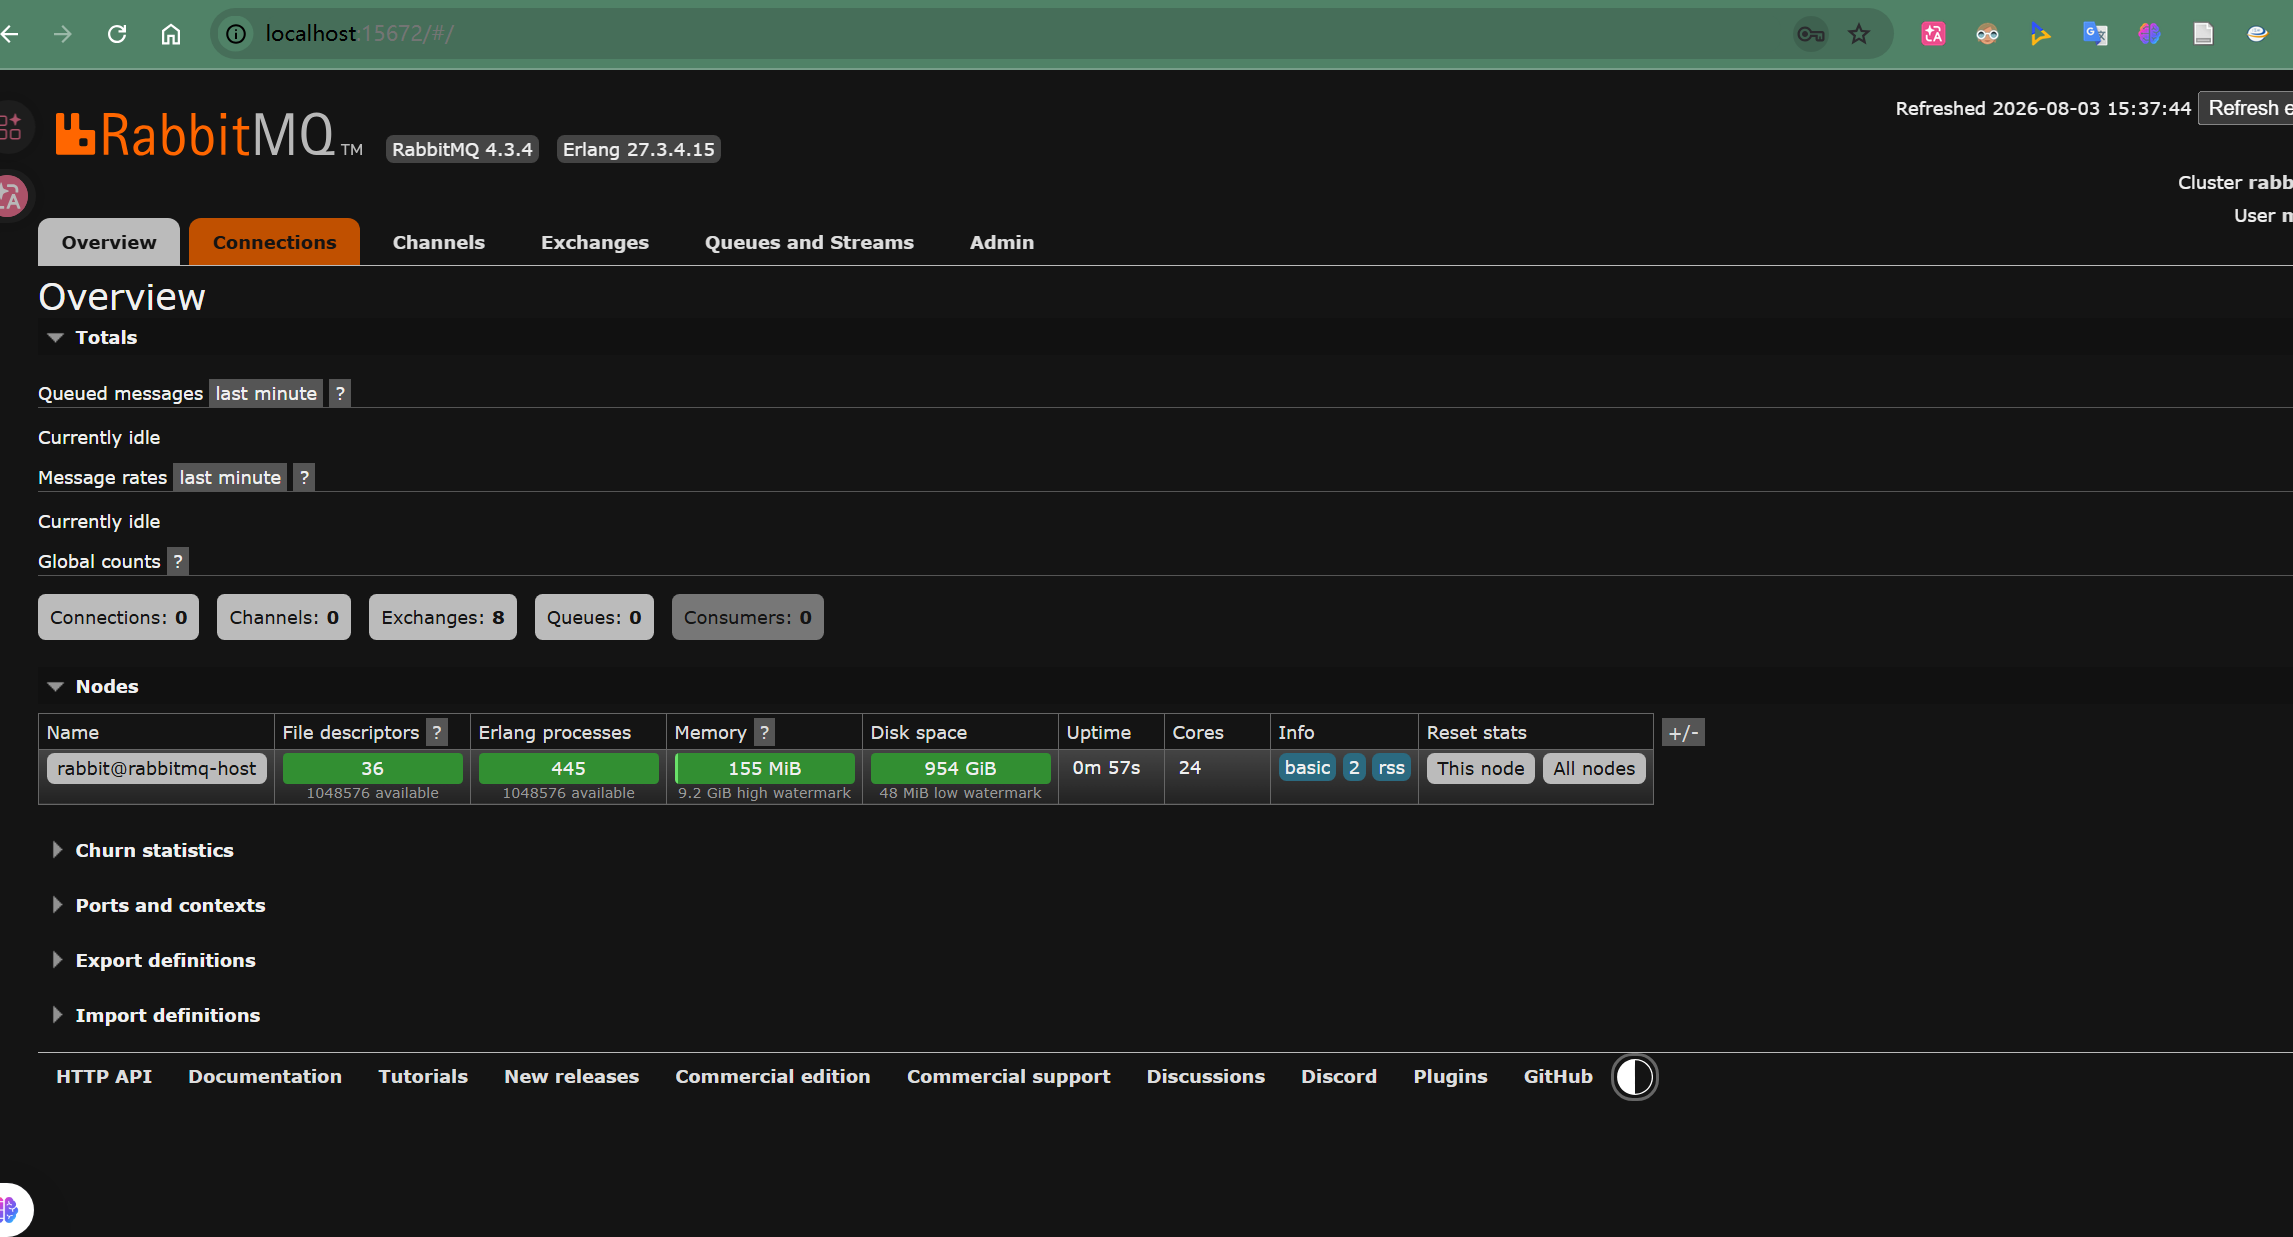 localhost:15672/#/
RabbitMQ TM
RabbitMQ 4.3.4 Erlang 27.3.4.15
Refreshed 2026-08-03 15:37:44 Refresh e
Cluster rabb
User
Overview Connections Channels Exchanges Queues and Streams Admin
Overview
Totals
Queued messages last minute ?
Currently idle
Message rates last minute ?
Currently idle
Global counts ?
Connections: 0 Channels: 0 Exchanges: 8 Queues: 0 Consumers: 0
Nodes
Name File descriptors ? Erlang processes Memory ? Disk space Uptime Cores Info Reset stats +/-
rabbit@rabbitmq-host 36 445 155 MiB 954 GiB 0m 57s 24 basic 2 rss This node All nodes
1048576 available 1048576 available 9.2 GiB high watermark 48 MiB low watermark
Churn statistics
Ports and contexts
Export definitions
Import definitions
HTTP API Documentation Tutorials New releases Commercial edition Commercial support Discussions Discord Plugins GitHub